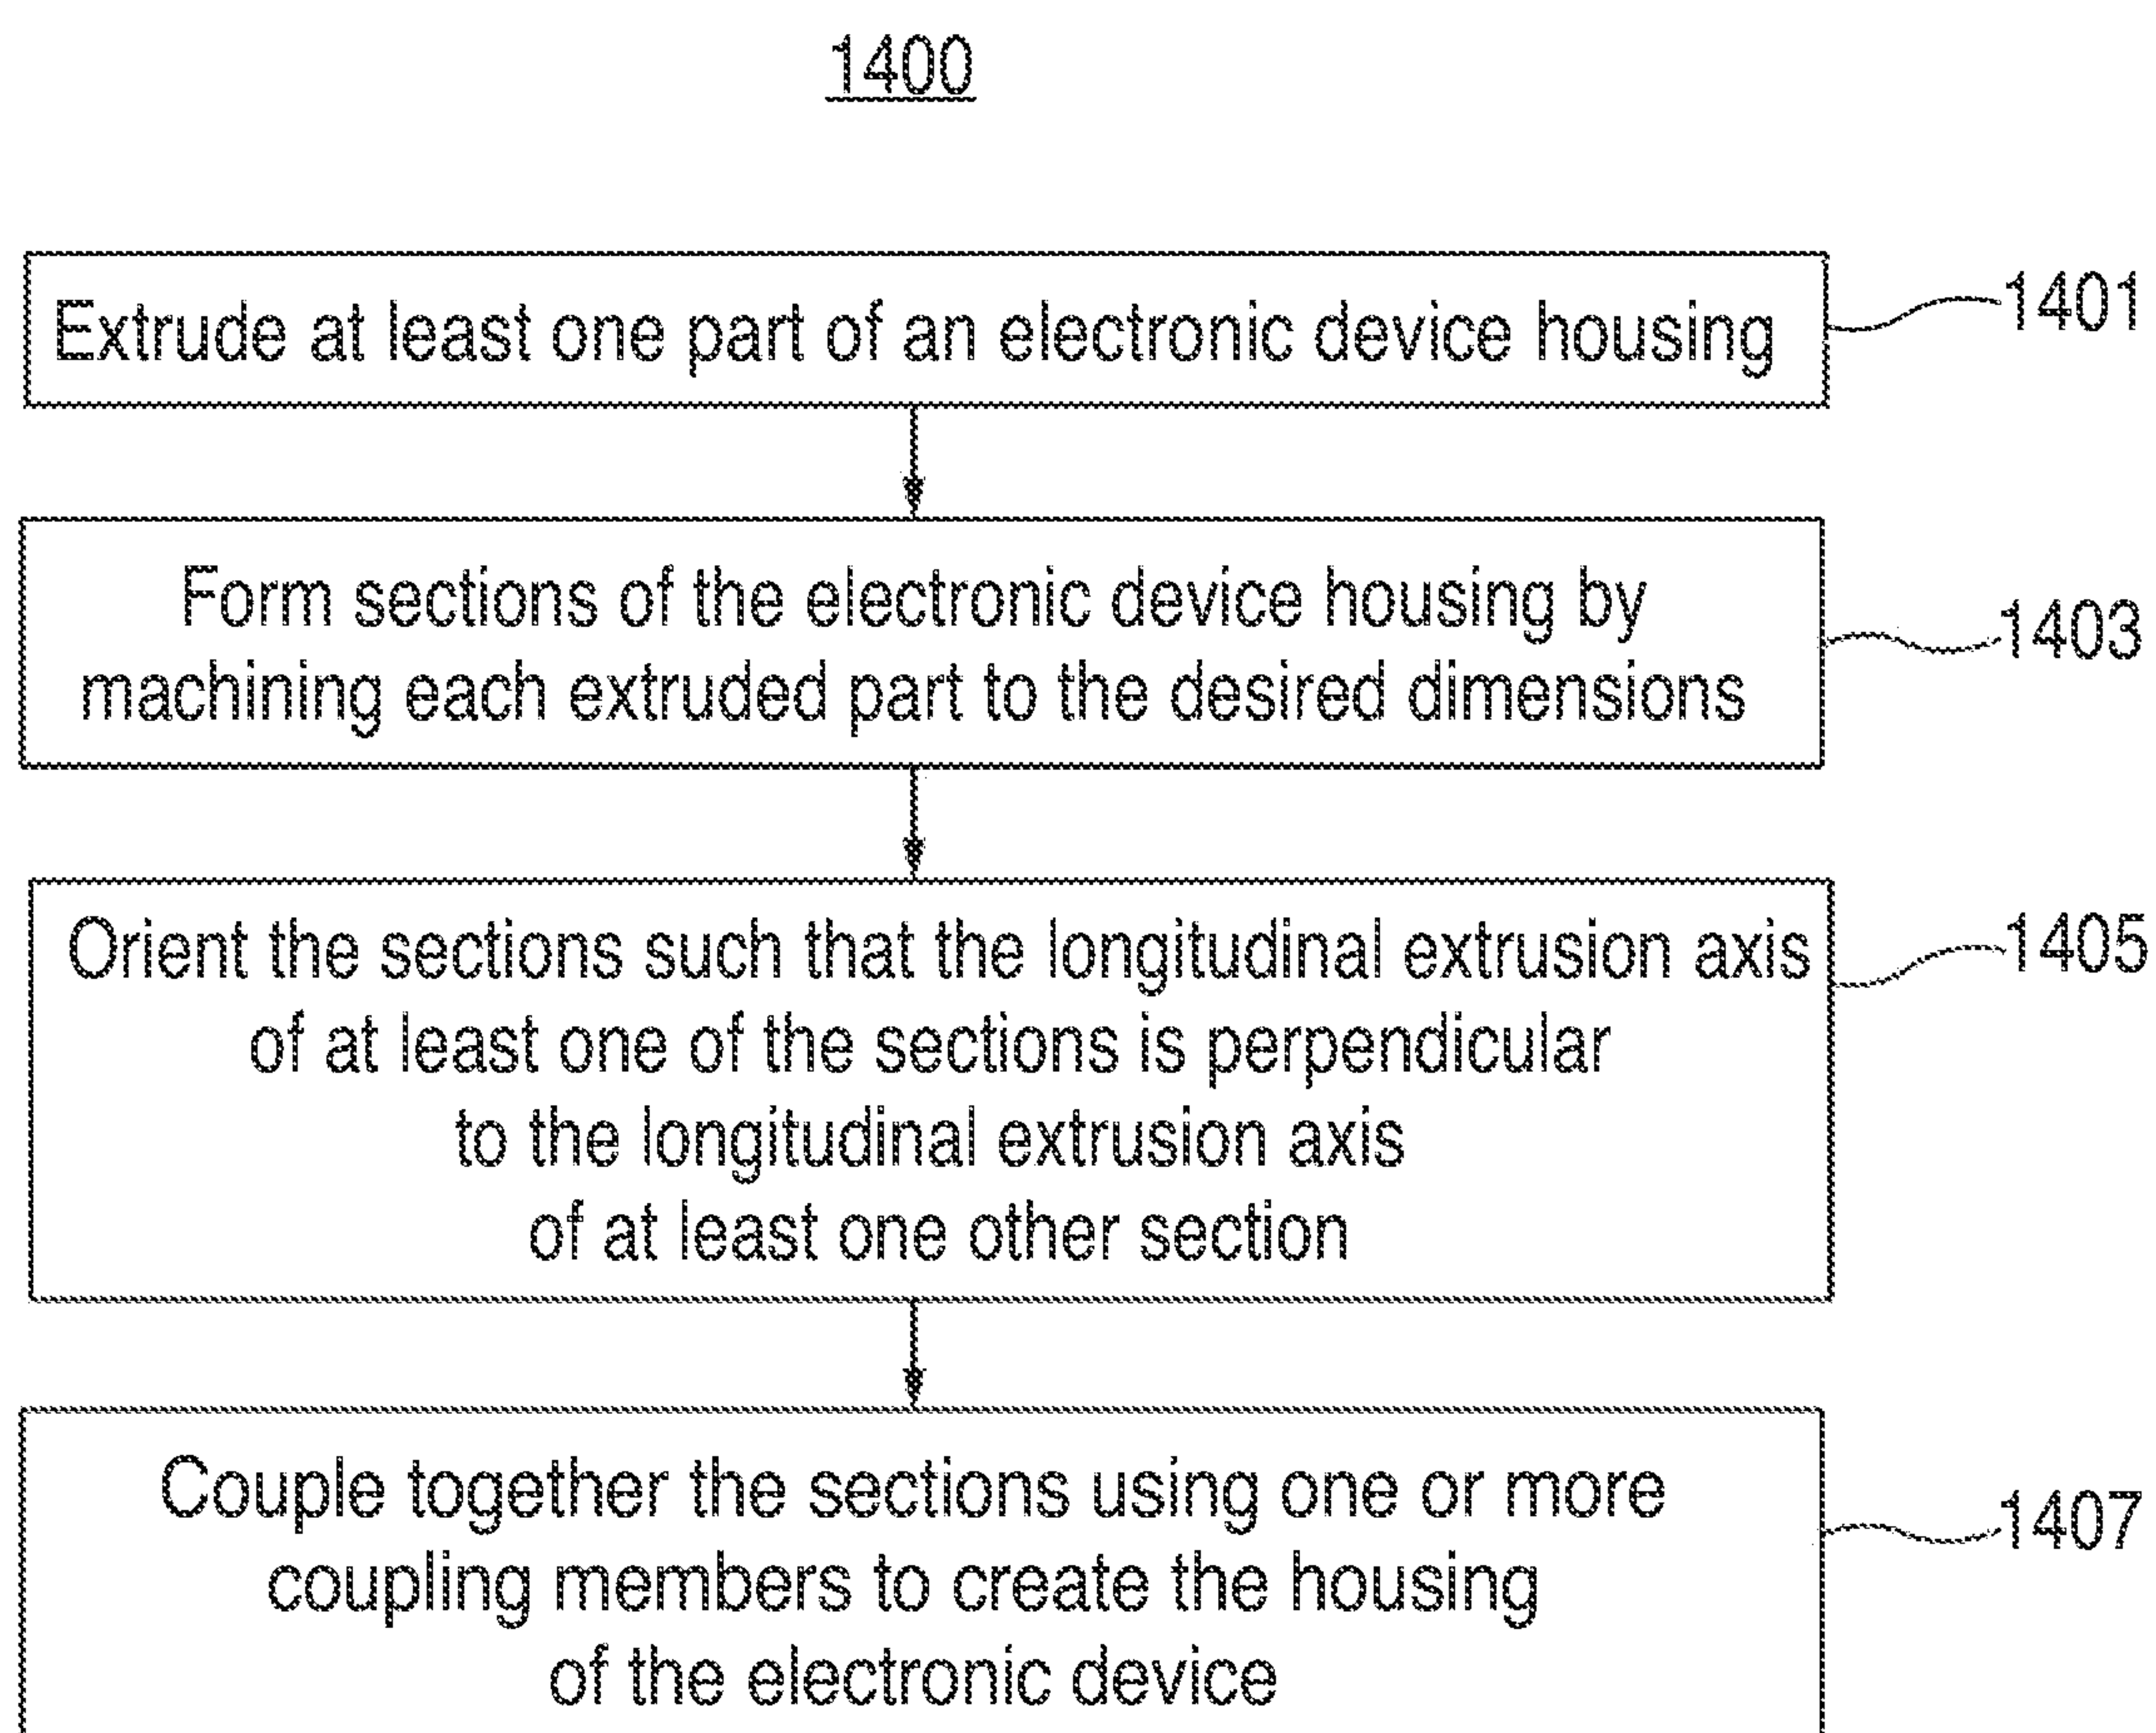 1400
Extrude at least one part of an electronic device housing
1401
Form sections of the electronic device housing by
machining each extruded part to the desired dimensions
1403
Orient the sections such that the longitudinal extrusion axis
of at least one of the sections is perpendicular
to the longitudinal extrusion axis
of at least one other section
1405
Couple together the sections using one or more
coupling members to create the housing
of the electronic device
1407